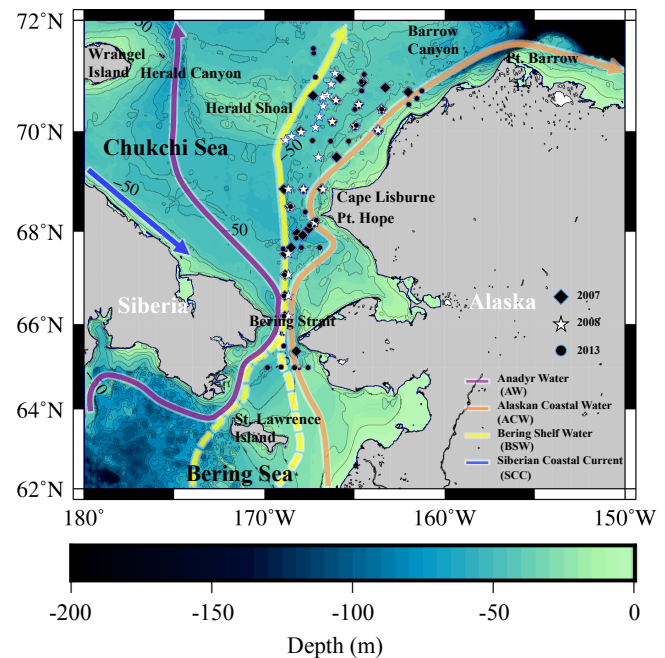 72°N
70°N
68°N
66°N
64°N
62°N
180°
170°W
160°W
150°W
-50
Wrangel
Island
Herald Canyon
Barrow
Canyon
Pt. Barrow
Herald Shoal
Chukchi Sea
-50
-50
-50
Cape Lisburne
Pt. Hope
Siberia
Alaska
Bering Strait
St. Lawrence
Island
Bering Sea
2007
2008
2013
Anadyr Water
(AW)
Alaskan Coastal Water
(ACW)
Bering Shelf Water
(BSW)
Siberian Coastal Current
(SCC)
-200
-150
-100
-50
0
Depth (m)